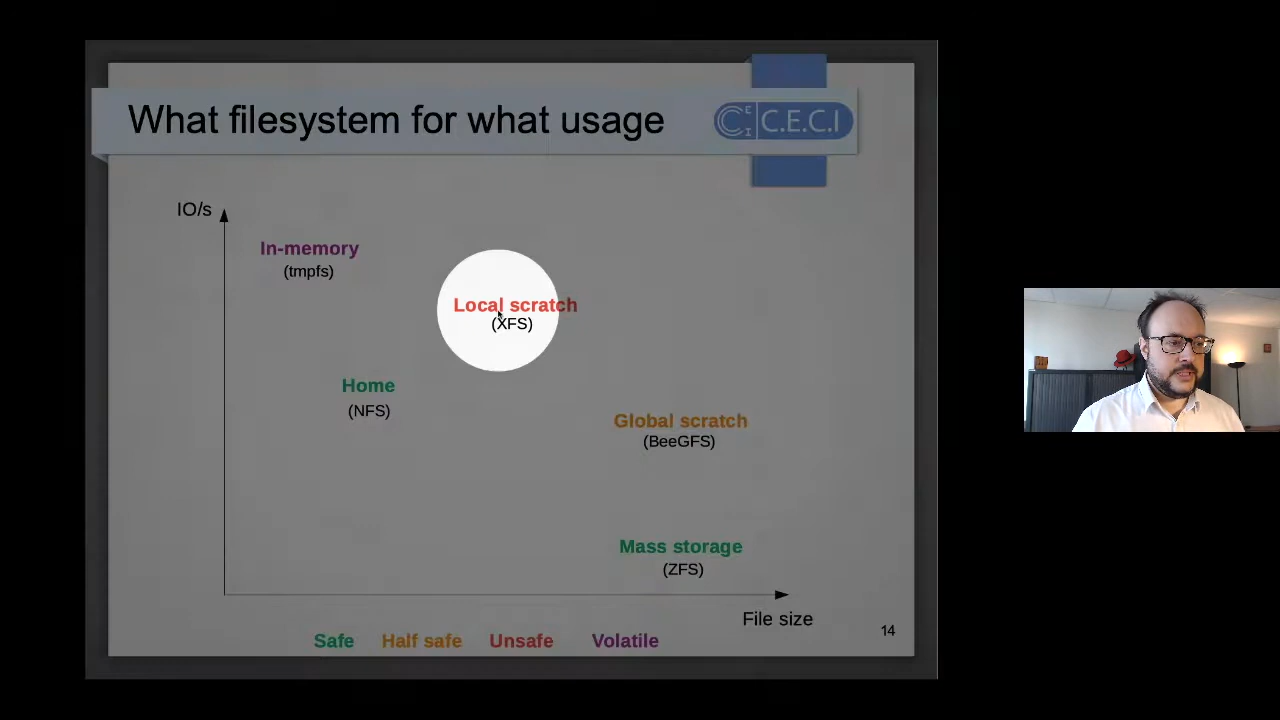 What filesystem for what usage
C E C I
C.E.C.I
IO/s
In-memory
(tmpfs)
Local scratch
(XFS)
Home
(NFS)
Global scratch
(BeeGFS)
Mass storage
(ZFS)
File size
Safe Half safe Unsafe Volatile
14